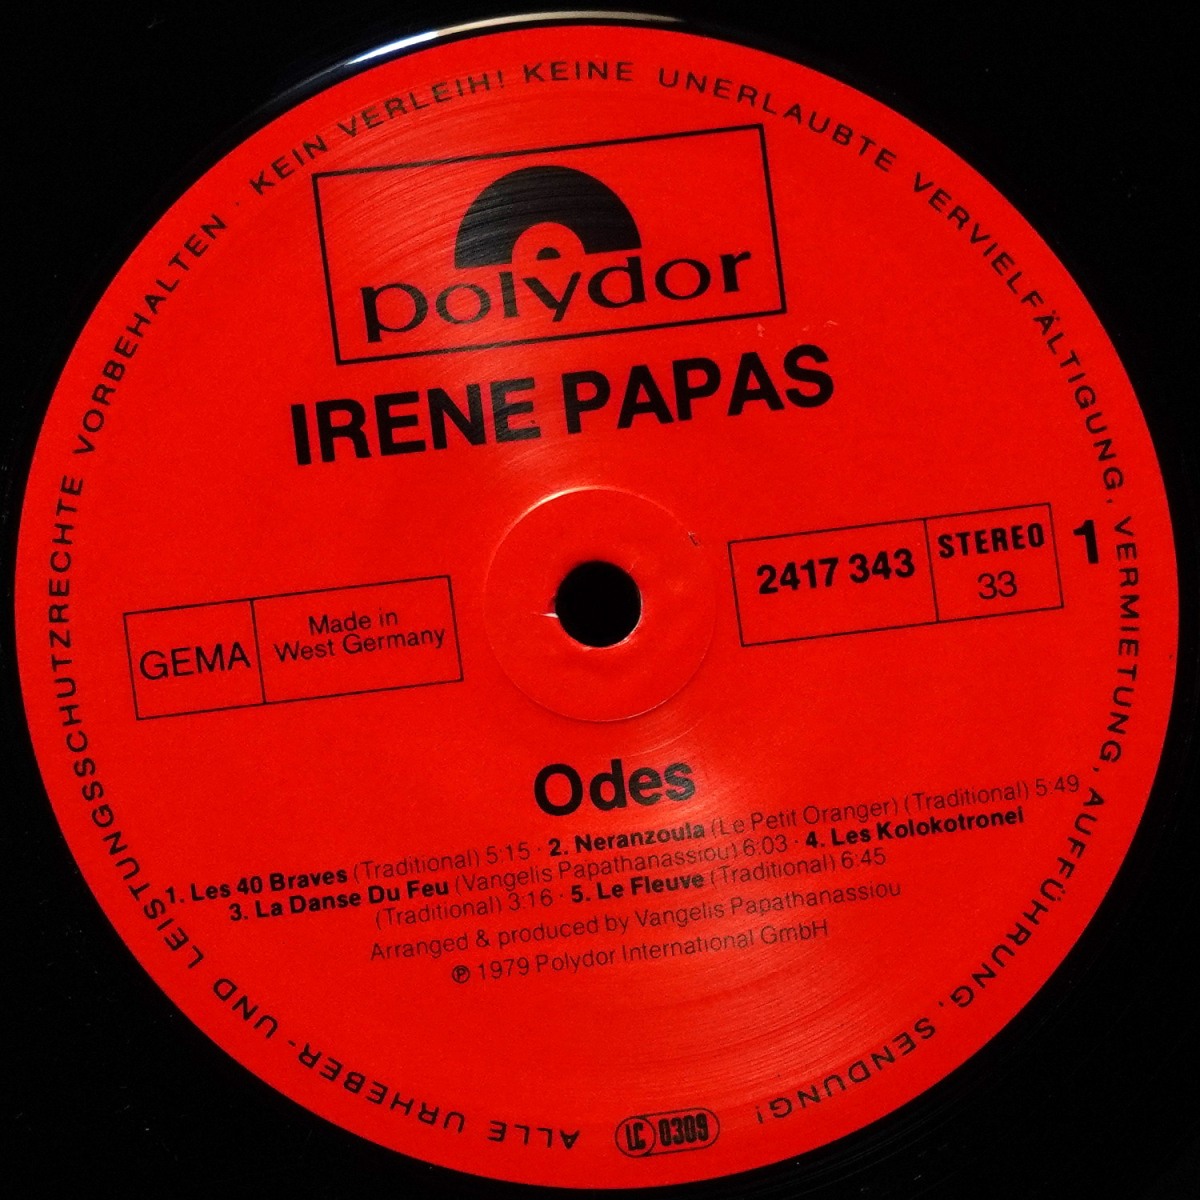 ALLE URHEBER- UND LEISTUNGSSCHUTZRECHTE VORBEHALTEN · KEIN VERLEIH! KEINE UNERLAUBTE VERVIELFÄLTIGUNG, VERMIETUNG, AUFFÜHRUNG, SENDUNG!
polydor
IRENE PAPAS
GEMA
Made in
West Germany
2417 343
STEREO
33
1
Odes
1. Les 40 Braves (Traditional) 5:15 · 2. Neranzoula (Le Petit Oranger) (Traditional) 5:49
3. La Danse Du Feu (Vangelis Papathanassiou) 6:03 · 4. Les Kolokotronei
(Traditional) 3:16 · 5. Le Fleuve (Traditional) 6:45
Arranged & produced by Vangelis Papathanassiou
℗ 1979 Polydor International GmbH
LC 0309